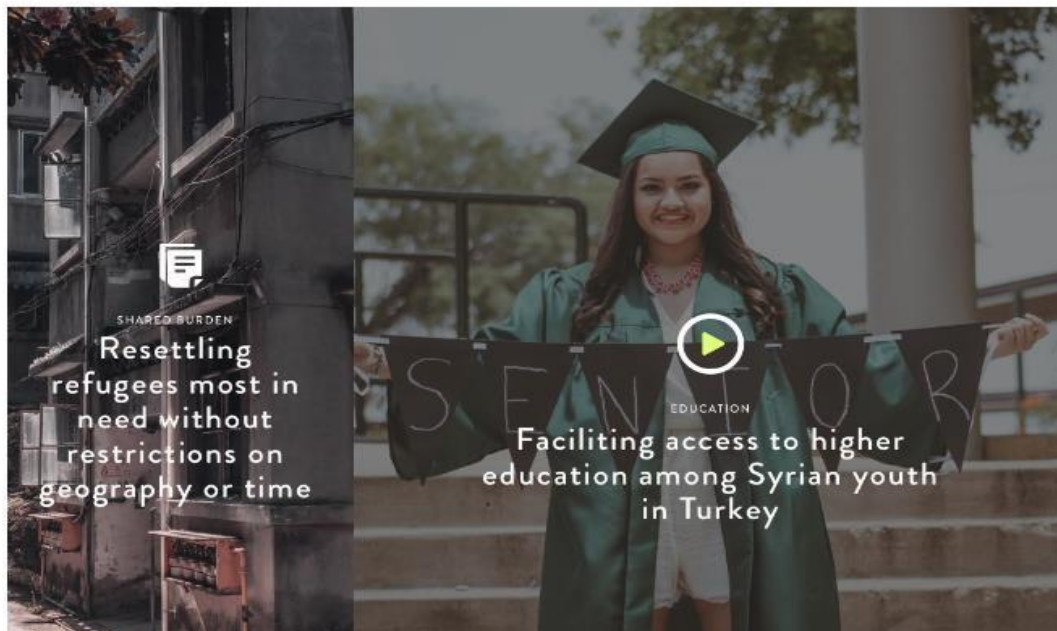 SHARED BURDEN
Resettling
refugees most in
need without
restrictions on
geography or time
SENIOR
EDUCATION
Faciliting access to higher
education among Syrian youth
in Turkey